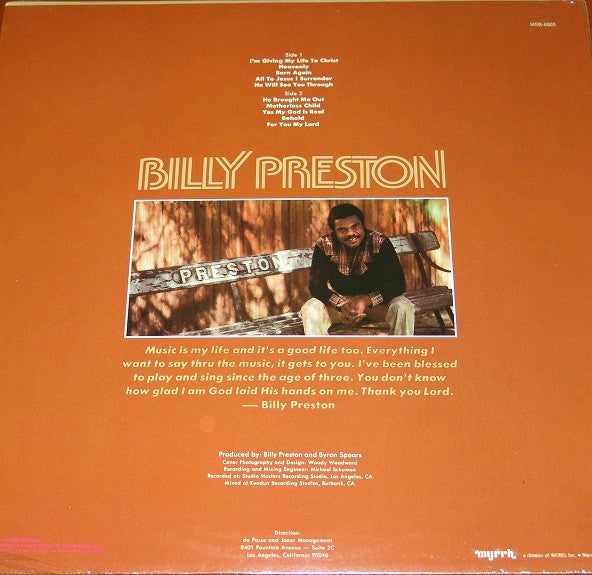 MSB-6605
Side 1
I'm Giving My Life To Christ
Heavenly
Born Again
All To Jesus I Surrender
He Will See You Through
Side 2
He Brought Me Out
Motherless Child
Yes My God Is Real
Behold
For You My Lord
BILLY PRESTON
PRESTON
Music is my life and it's a good life too. Everything I
want to say thru the music, it gets to you. I've been blessed
to play and sing since the age of three. You don't know
how glad I am God laid His hands on me. Thank you Lord.
— Billy Preston
Produced by: Billy Preston and Byron Spears
Cover Photography and Design: Woody Woodward
Recording and Mixing Engineer: Michael Schuman
Recorded at: Studio Masters Recording Studio, Los Angeles, CA
Mixed at Kendun Recording Studios, Burbank, CA
Direction:
de Passe and Jones Management
8401 Fountain Avenue — Suite 2C
Los Angeles, California 90046
myrrh
A division of WORD, Inc.